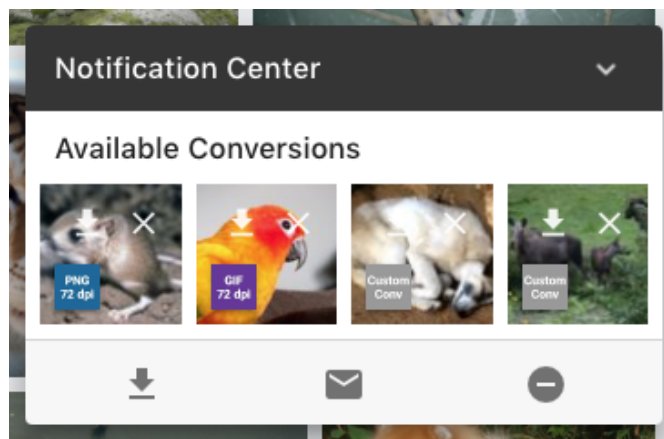 Notification Center
Available Conversions
PNG
72 dpi
GIF
72 dpi
Custom
Conv
Custom
Conv